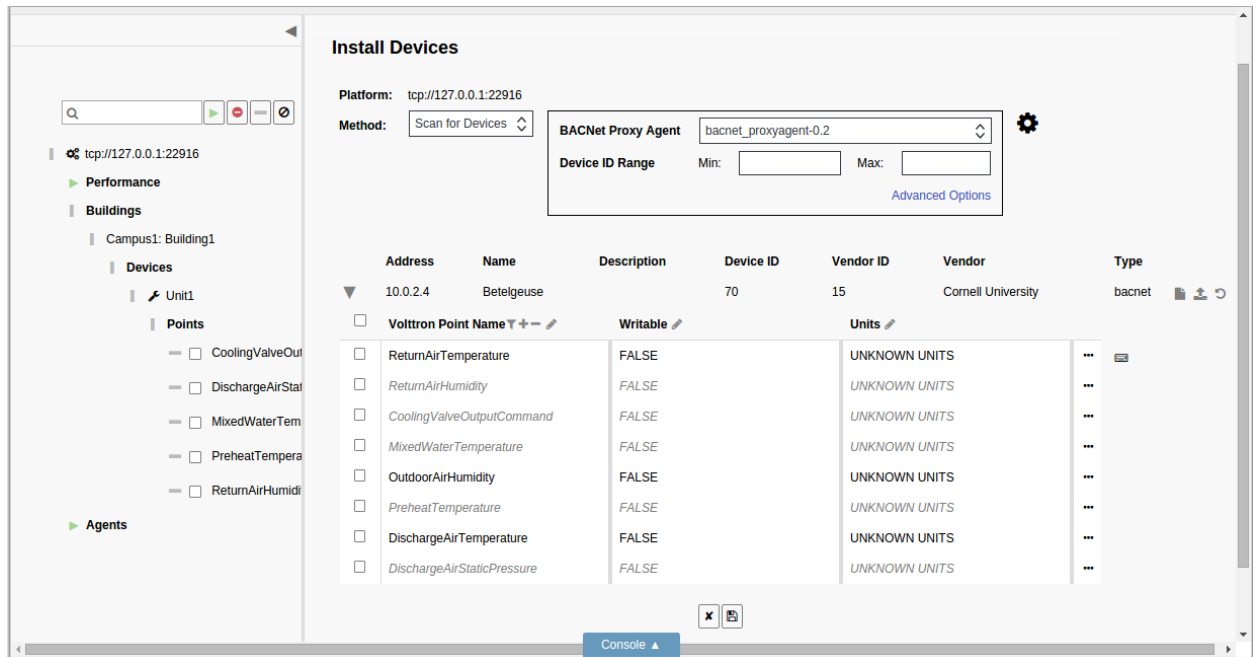 Install Devices
Platform: tcp://127.0.0.1:22916
Method: Scan for Devices
BACNet Proxy Agent bacnet_proxyagent-0.2
Device ID Range Min: Max:
Advanced Options
tcp://127.0.0.1:22916
Performance
Buildings
Campus1: Building1
Devices
Unit1
Points
CoolingValveOut
DischargeAirStat
MixedWaterTem
PreheatTempera
ReturnAirHumidi
Agents
Address Name Description Device ID Vendor ID Vendor Type
10.0.2.4 Betelgeuse 70 15 Cornell University bacnet
Volttron Point Name Writable Units
ReturnAirTemperature FALSE UNKNOWN UNITS
ReturnAirHumidity FALSE UNKNOWN UNITS
CoolingValveOutputCommand FALSE UNKNOWN UNITS
MixedWaterTemperature FALSE UNKNOWN UNITS
OutdoorAirHumidity FALSE UNKNOWN UNITS
PreheatTemperature FALSE UNKNOWN UNITS
DischargeAirTemperature FALSE UNKNOWN UNITS
DischargeAirStaticPressure FALSE UNKNOWN UNITS
Console ▲